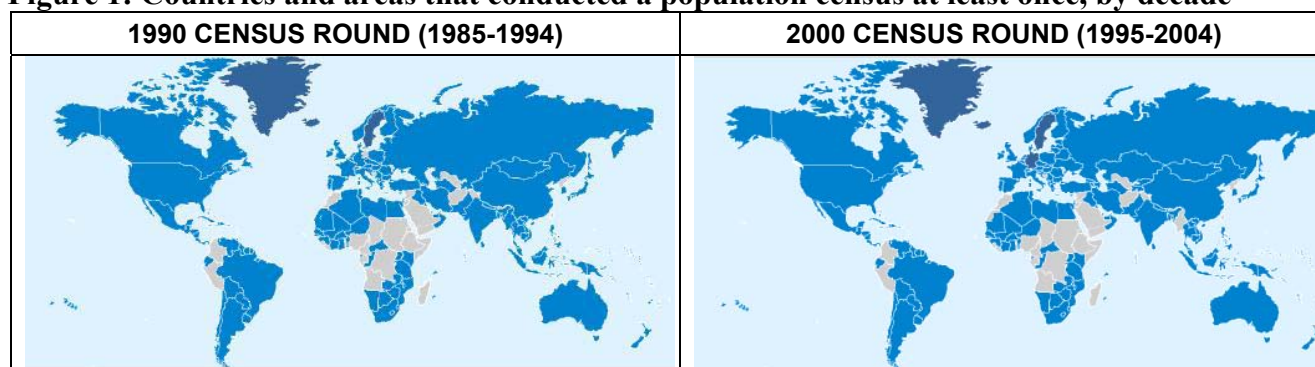 Figure 1: Countries and areas that conducted a population census at least once, by decade
1990 CENSUS ROUND (1985-1994)
2000 CENSUS ROUND (1995-2004)